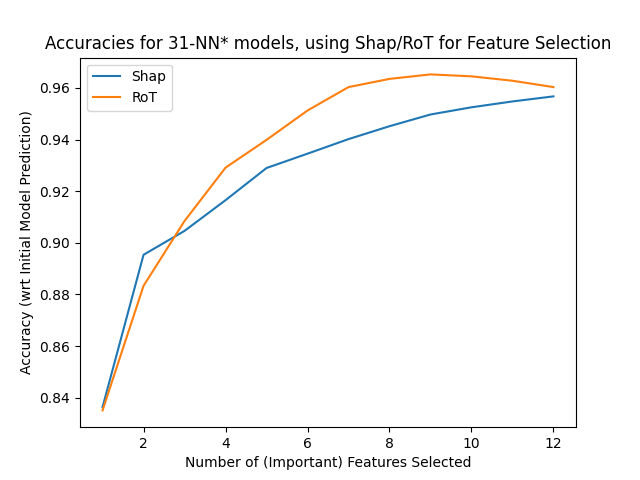 Accuracies for 31-NN* models, using Shap/RoT for Feature Selection
Shap
RoT
Accuracy (wrt Initial Model Prediction)
0.96
0.94
0.92
0.90
0.88
0.86
0.84
2 4 6 8 10 12
Number of (Important) Features Selected